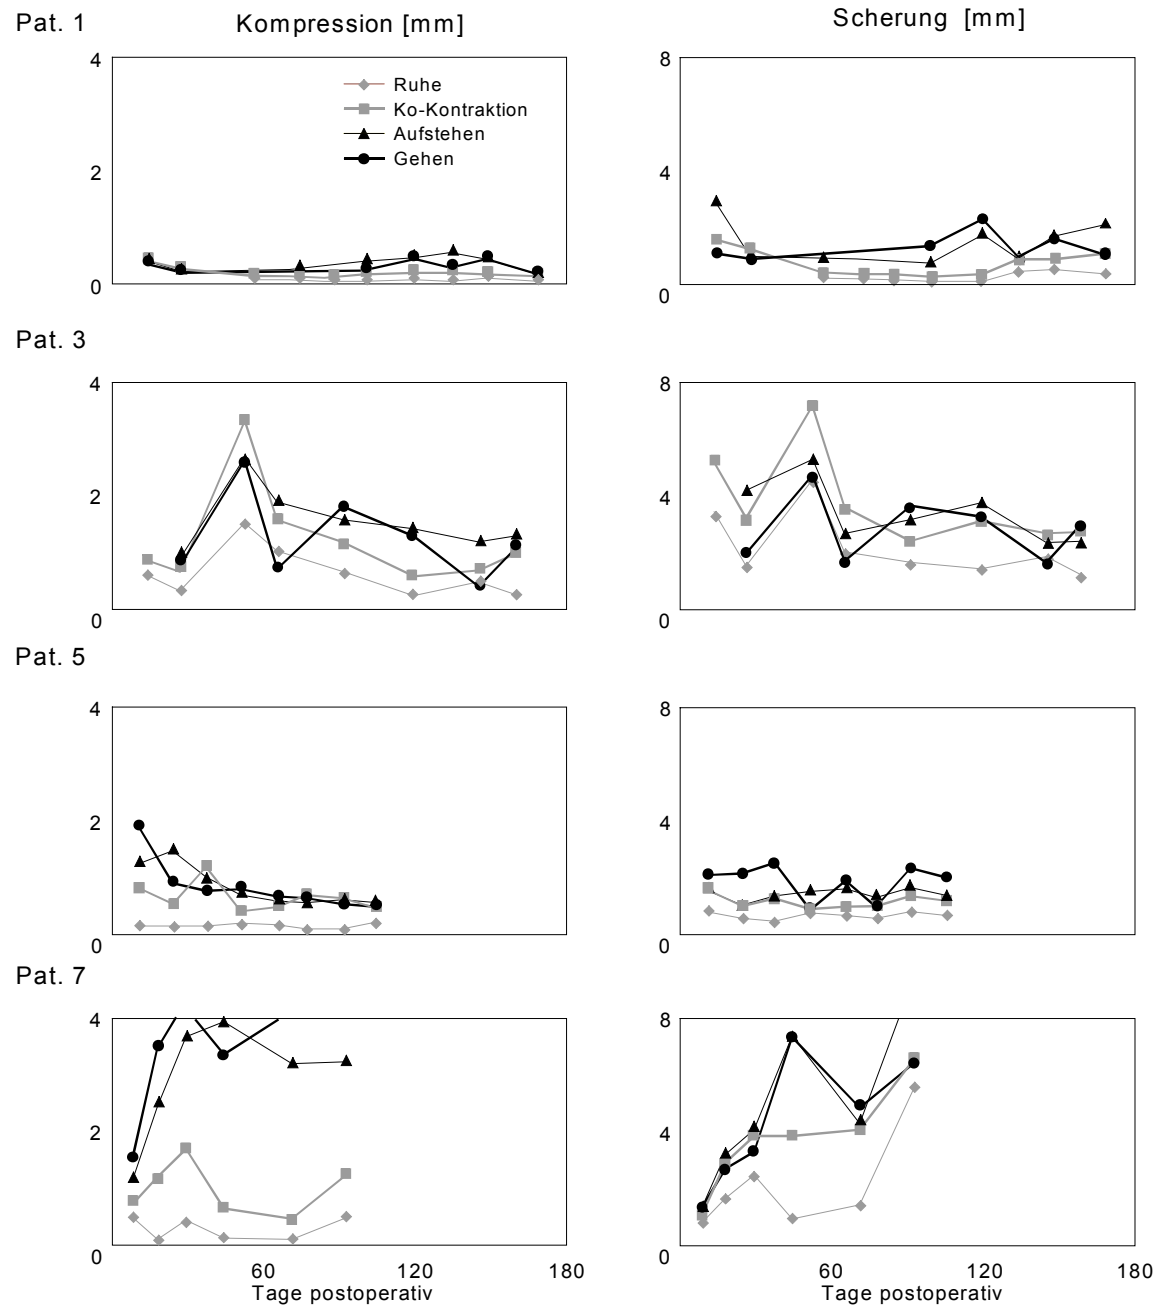 Pat. 1
Kompression [mm]
Scherung [mm]
4
2
0
Ruhe
Ko-Kontraktion
Aufstehen
Gehen
8
4
0
Pat. 3
4
2
0
8
4
0
Pat. 5
4
2
0
8
4
0
Pat. 7
4
2
0
60 120 180
Tage postoperativ
8
4
0
60 120 180
Tage postoperativ